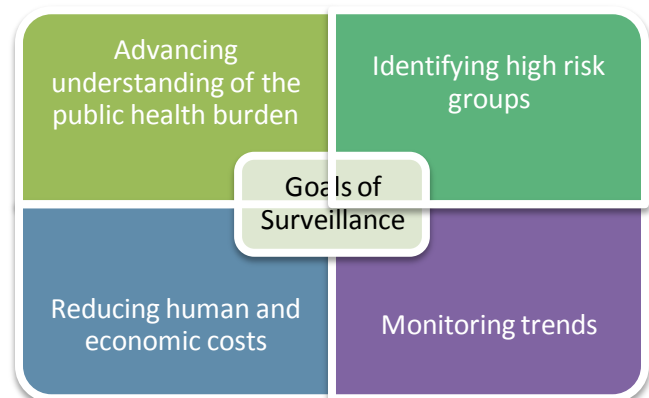 Advancing
understanding of the
public health burden
Identifying high risk
groups
Goals of
Surveillance
Reducing human and
economic costs
Monitoring trends